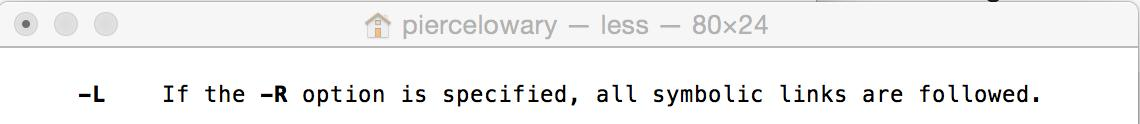 piercelowary — less — 80×24
-L If the -R option is specified, all symbolic links are followed.